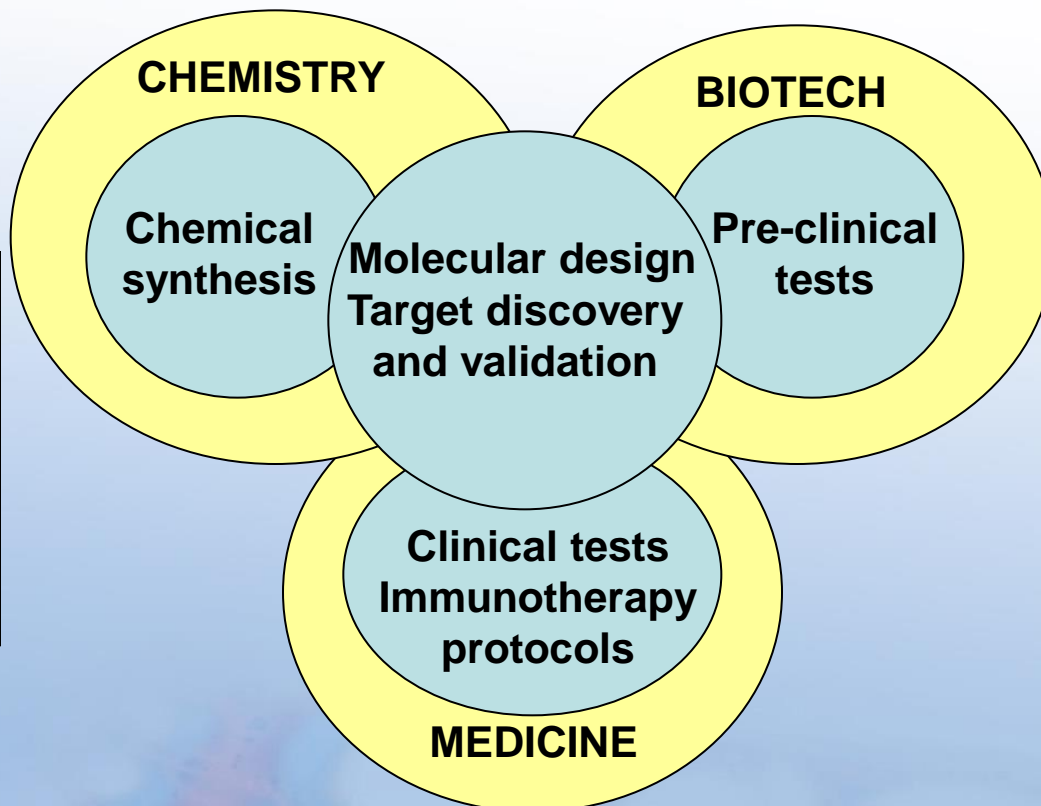 CHEMISTRY
BIOTECH
Chemical
synthesis
Molecular design
Target discovery
and validation
Pre-clinical
tests
Clinical tests
Immunotherapy
protocols
MEDICINE